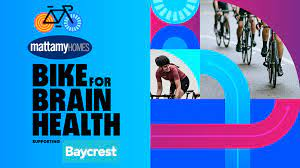 mattamyHOMES
BIKE FOR
BRAIN
HEALTH
SUPPORTING
Baycrest